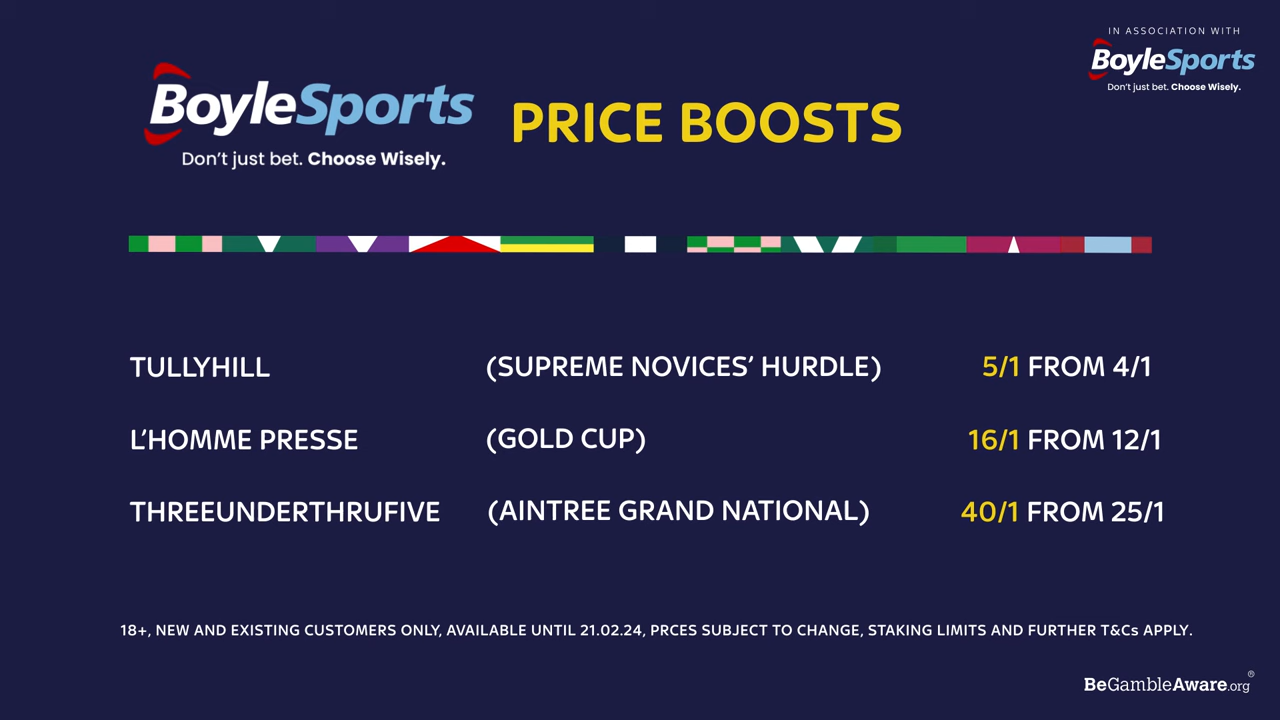 IN ASSOCIATION WITH
BoyleSports
Don't just bet. Choose Wisely.
BoyleSports
Don't just bet. Choose Wisely.
PRICE BOOSTS
TULLYHILL (SUPREME NOVICES' HURDLE) 5/1 FROM 4/1
L'HOMME PRESSE (GOLD CUP) 16/1 FROM 12/1
THREEUNDERTHRUFIVE (AINTREE GRAND NATIONAL) 40/1 FROM 25/1
18+, NEW AND EXISTING CUSTOMERS ONLY, AVAILABLE UNTIL 21.02.24, PRCES SUBJECT TO CHANGE, STAKING LIMITS AND FURTHER T&Cs APPLY.
BeGambleAware.org®